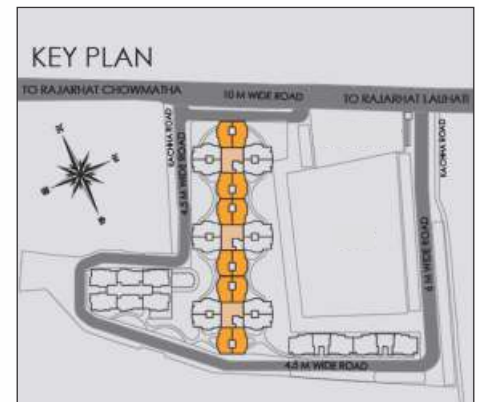 KEY PLAN
TO RAJARHAT CHOWMATHA
10 M WIDE ROAD
TO RAJARHAT LAUHATI
KACHHA ROAD
4.5 M WIDE ROAD
KACHHA ROAD
6 M WIDE ROAD
4.5 M WIDE ROAD